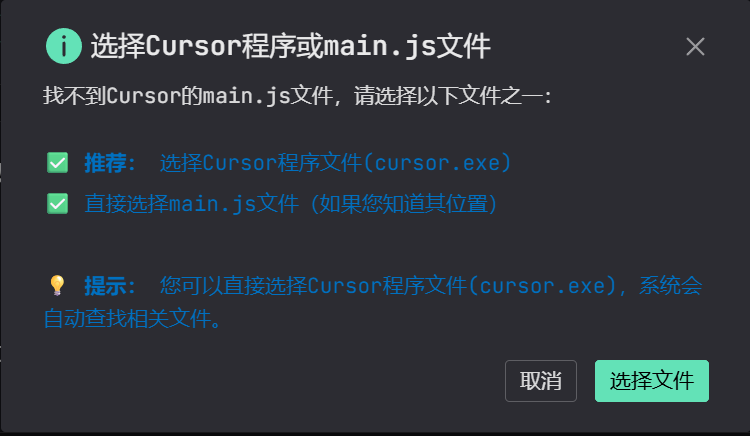 选择Cursor程序或main.js文件
找不到Cursor的main.js文件，请选择以下文件之一：
✅ 推荐： 选择Cursor程序文件(cursor.exe)
✅ 直接选择main.js文件（如果您知道其位置）
💡 提示： 您可以直接选择Cursor程序文件(cursor.exe)，系统会
自动查找相关文件。
取消 选择文件